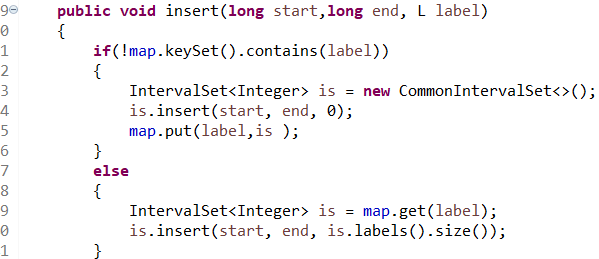 9 public void insert(long start,long end, L label)
0 {
1 if(!map.keySet().contains(label))
2 {
3 IntervalSet<Integer> is = new CommonIntervalSet<>();
4 is.insert(start, end, 0);
5 map.put(label,is );
6 }
7 else
8 {
9 IntervalSet<Integer> is = map.get(label);
0 is.insert(start, end, is.labels().size());
1 }